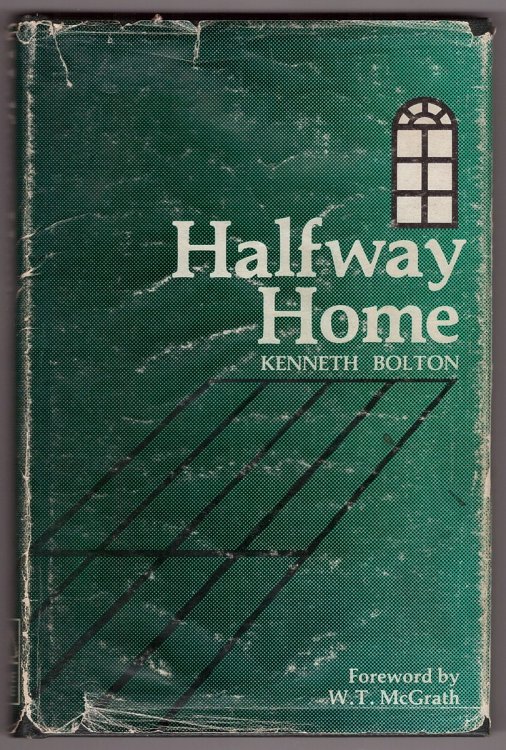 Halfway
Home
KENNETH BOLTON
Foreword by
W.T. McGrath